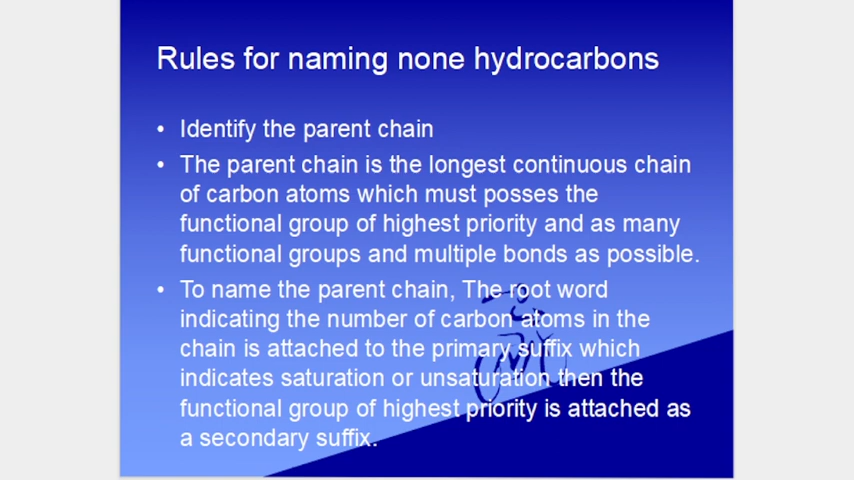 Rules for naming none hydrocarbons
• Identify the parent chain
• The parent chain is the longest continuous chain
of carbon atoms which must posses the
functional group of highest priority and as many
functional groups and multiple bonds as possible.
• To name the parent chain, The root word
indicating the number of carbon atoms in the
chain is attached to the primary suffix which
indicates saturation or unsaturation then the
functional group of highest priority is attached as
a secondary suffix.